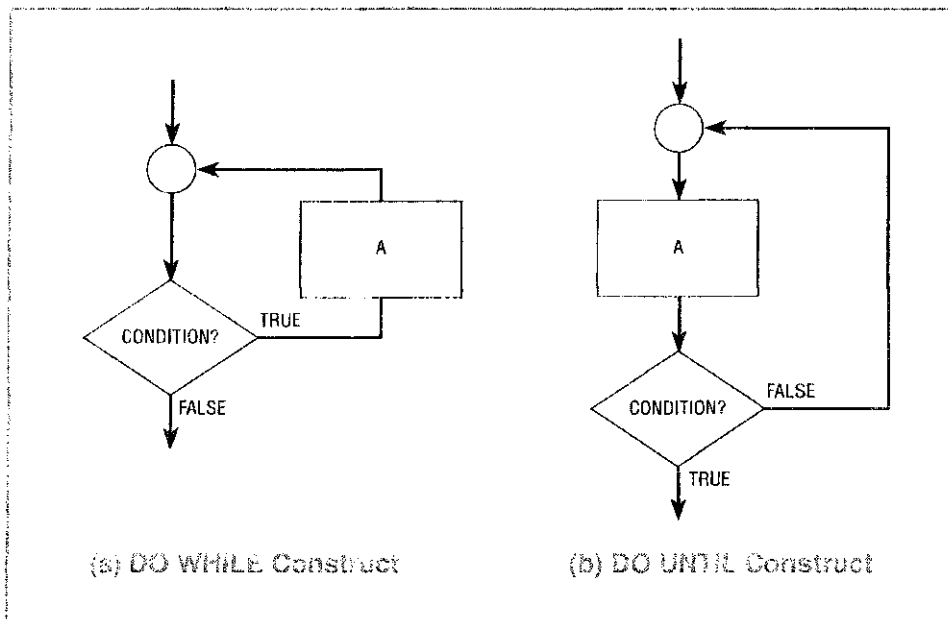 A
CONDITION?
TRUE
FALSE
(a) DO WHILE Construct
A
CONDITION?
FALSE
TRUE
(b) DO UNTIL Construct